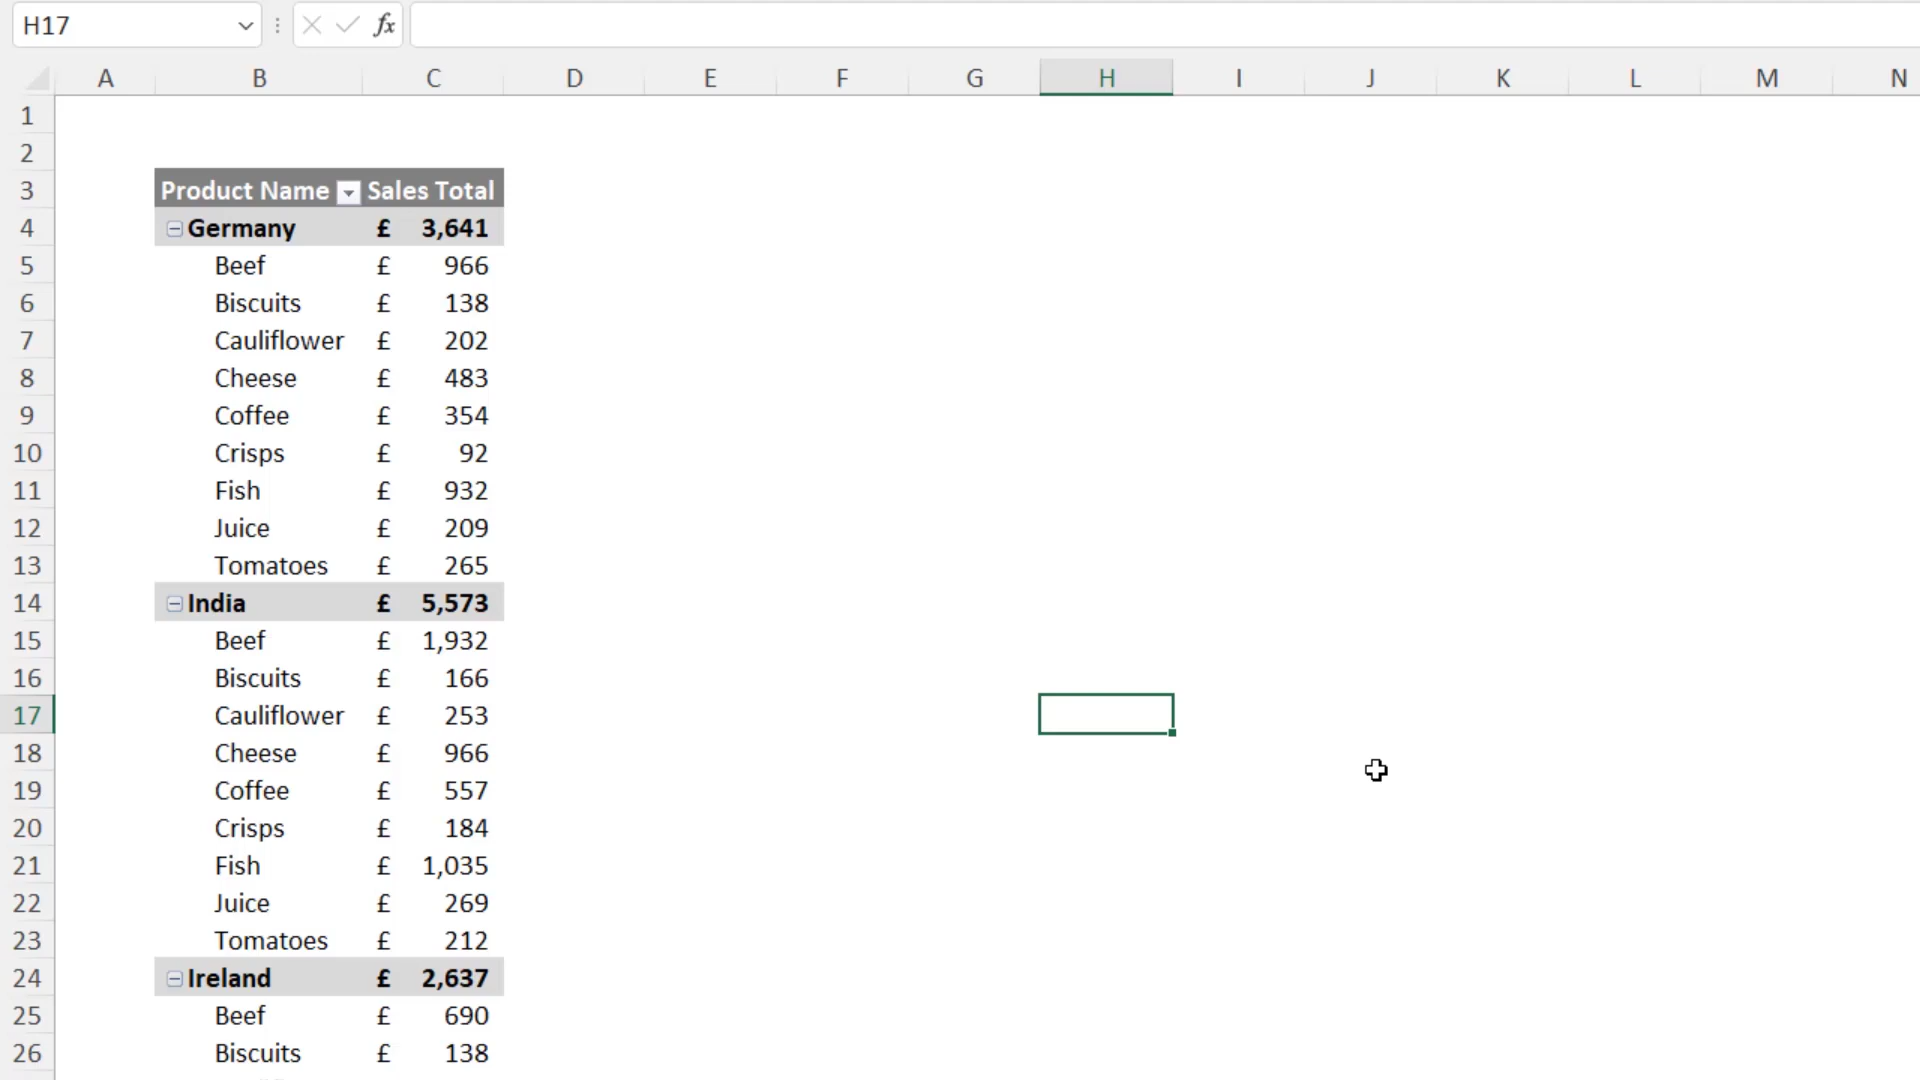 H17
fx
A B C D E F G H I J K L M N
1
2
3 Product Name Sales Total
4 Germany £ 3,641
5 Beef £ 966
6 Biscuits £ 138
7 Cauliflower £ 202
8 Cheese £ 483
9 Coffee £ 354
10 Crisps £ 92
11 Fish £ 932
12 Juice £ 209
13 Tomatoes £ 265
14 India £ 5,573
15 Beef £ 1,932
16 Biscuits £ 166
17 Cauliflower £ 253
18 Cheese £ 966
19 Coffee £ 557
20 Crisps £ 184
21 Fish £ 1,035
22 Juice £ 269
23 Tomatoes £ 212
24 Ireland £ 2,637
25 Beef £ 690
26 Biscuits £ 138